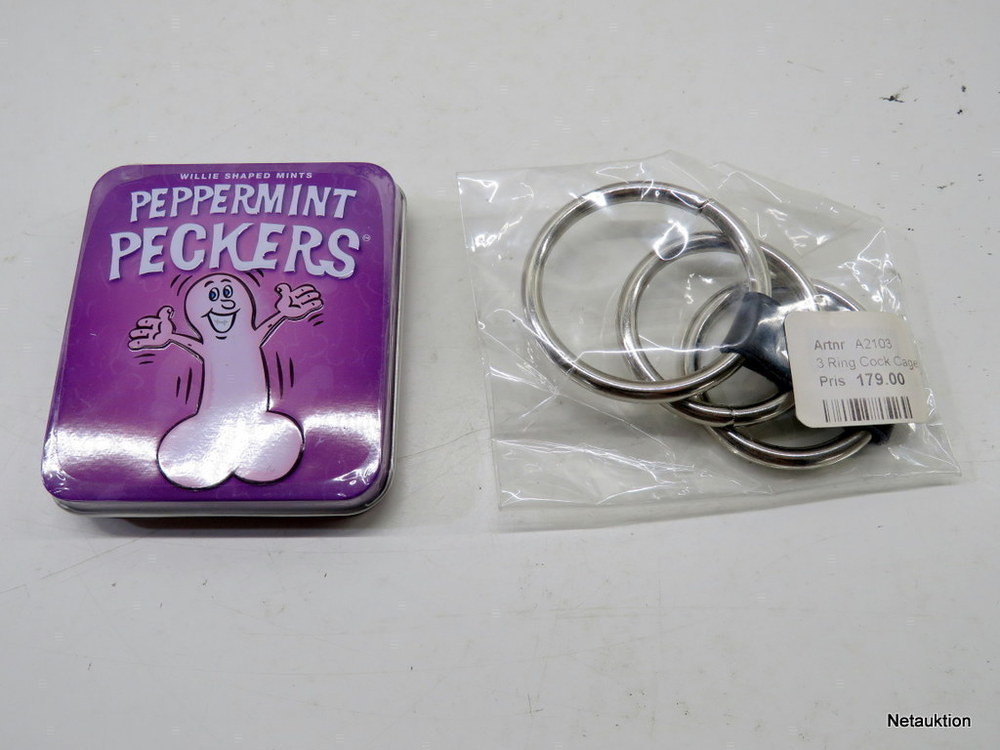 WILLIE SHAPED MINTS
PEPPERMINT
PECKERS
Artnr A2103
3 Ring Cock Cage
Pris 179.00
Netauktion